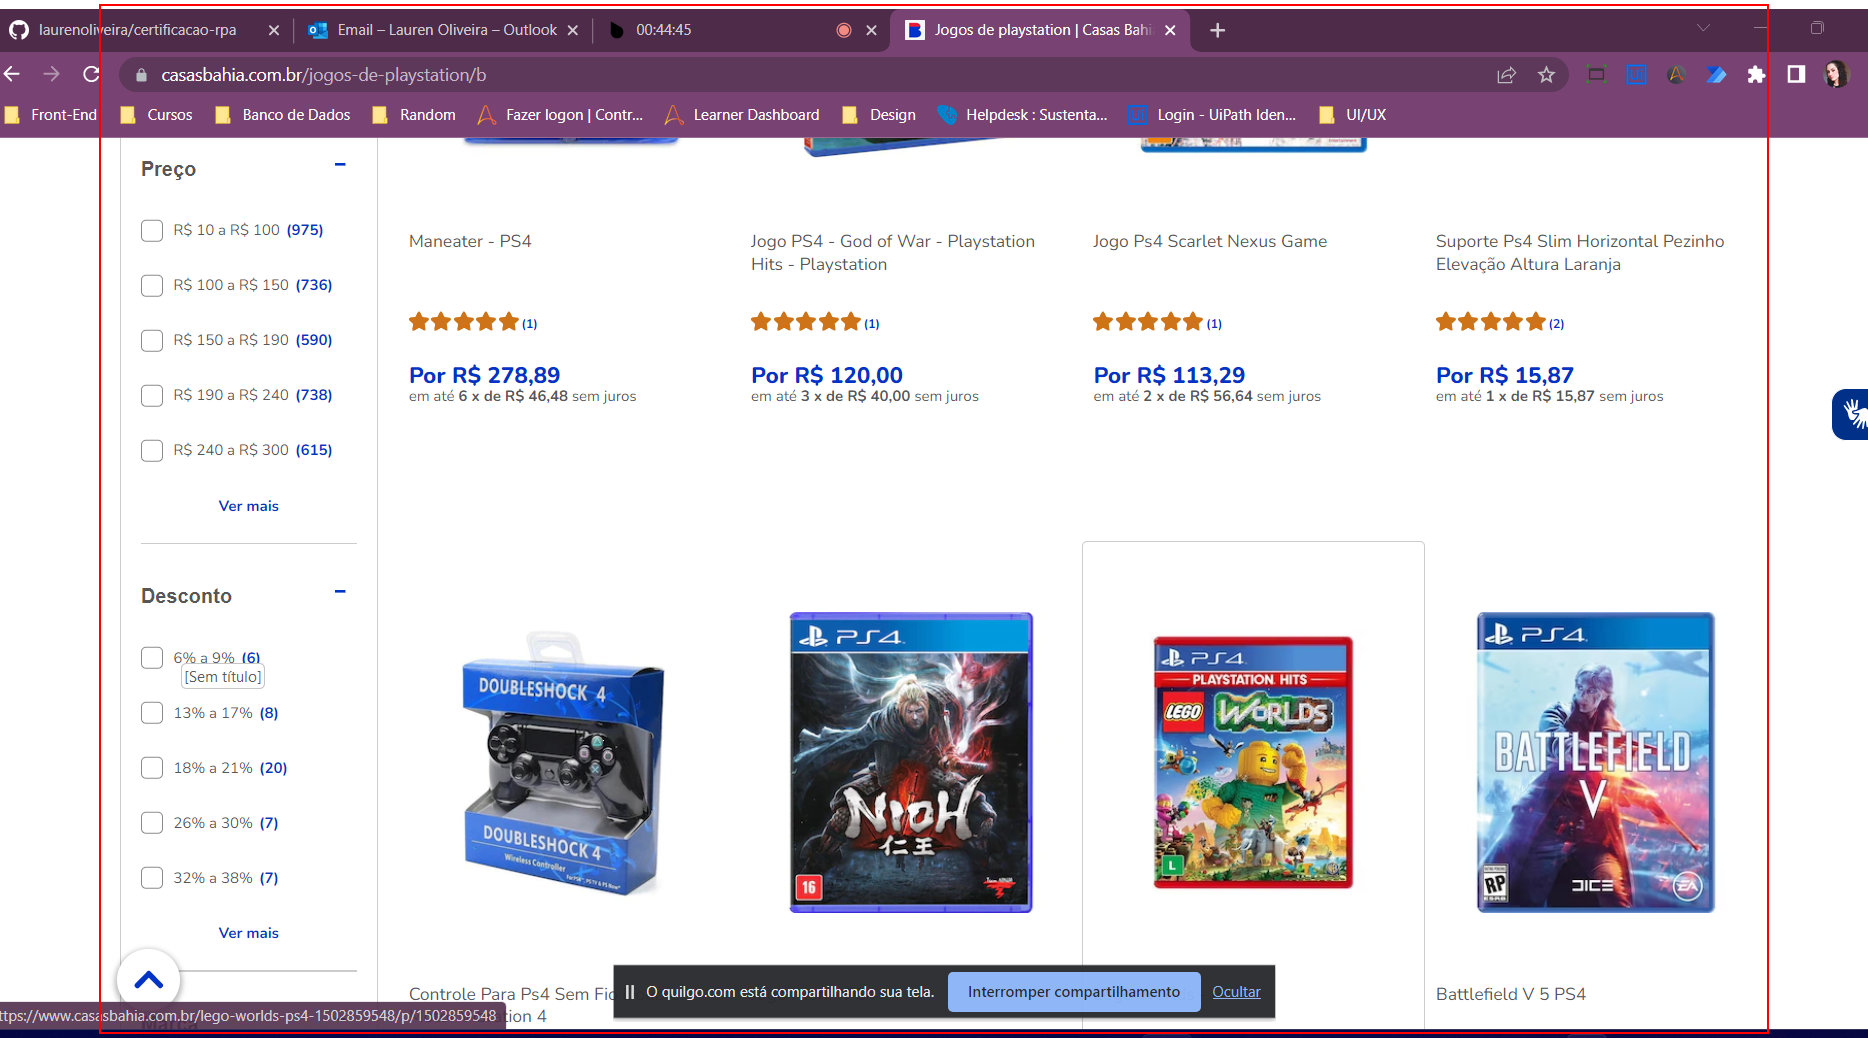 laurenoliveira/certificacao-rpa
Email – Lauren Oliveira – Outlook
00:44:45
Jogos de playstation | Casas Bahi
casasbahia.com.br/jogos-de-playstation/b
Front-End
Cursos
Banco de Dados
Random
Fazer logon | Contr...
Learner Dashboard
Design
Helpdesk : Sustenta...
Login - UiPath Iden...
UI/UX
Preço
R$ 10 a R$ 100 (975)
R$ 100 a R$ 150 (736)
R$ 150 a R$ 190 (590)
R$ 190 a R$ 240 (738)
R$ 240 a R$ 300 (615)
Ver mais
Desconto
6% a 9% (6)
[Sem título]
13% a 17% (8)
18% a 21% (20)
26% a 30% (7)
32% a 38% (7)
Ver mais
Maneater - PS4
(1)
Por R$ 278,89
em até 6 x de R$ 46,48 sem juros
Jogo PS4 - God of War - Playstation
Hits - Playstation
(1)
Por R$ 120,00
em até 3 x de R$ 40,00 sem juros
Jogo Ps4 Scarlet Nexus Game
(1)
Por R$ 113,29
em até 2 x de R$ 56,64 sem juros
Suporte Ps4 Slim Horizontal Pezinho
Elevação Altura Laranja
(2)
Por R$ 15,87
em até 1 x de R$ 15,87 sem juros
DOUBLESHOCK 4
DOUBLESHOCK 4
Wireless Controller
PS4
NIOH
仁王
16
PS4
PLAYSTATION HITS
LEGO WORLDS
L
PS4
BATTLEFIELD
V
RP
DICE
EA
Controle Para Ps4 Sem Fio
tion 4
Battlefield V 5 PS4
O quilgo.com está compartilhando sua tela.
Interromper compartilhamento
Ocultar
ttps://www.casasbahia.com.br/lego-worlds-ps4-1502859548/p/1502859548